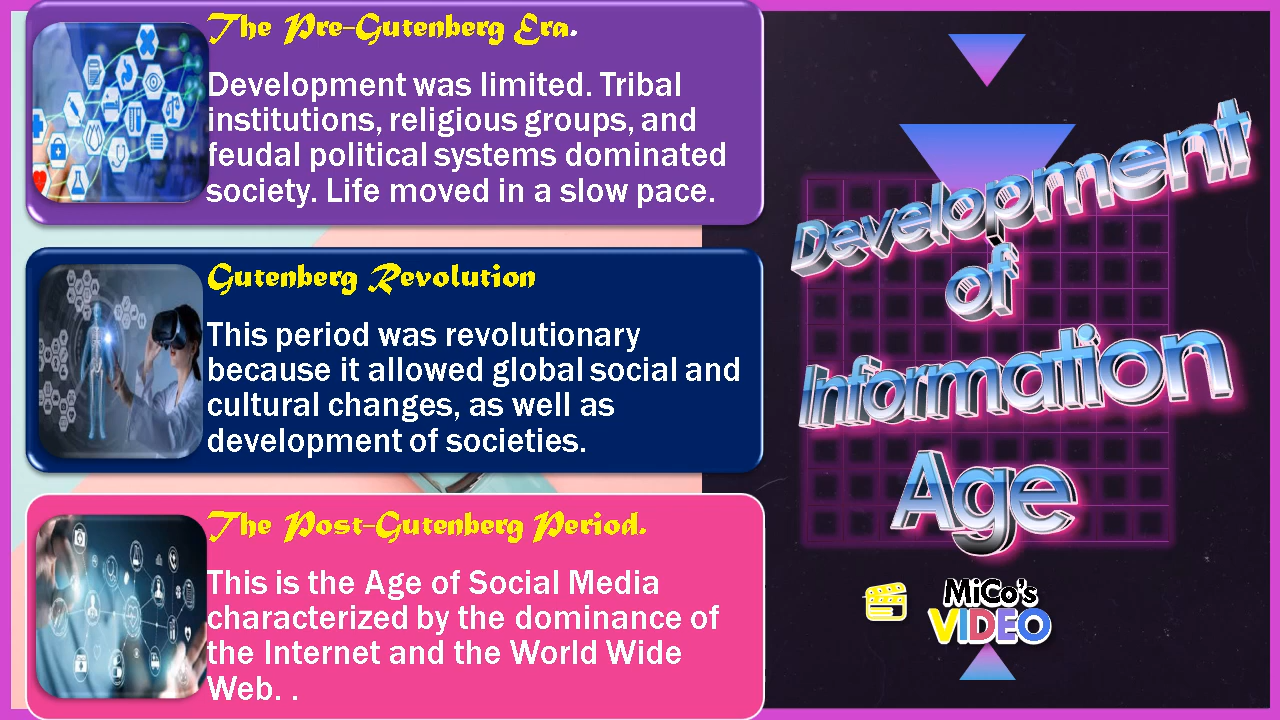 The Pre-Gutenberg Era.
Development was limited. Tribal
institutions, religious groups, and
feudal political systems dominated
society. Life moved in a slow pace.
Gutenberg Revolution
This period was revolutionary
because it allowed global social and
cultural changes, as well as
development of societies.
The Post-Gutenberg Period.
This is the Age of Social Media
characterized by the dominance of
the Internet and the World Wide
Web. . 
Development
of
Information
Age
MiCo's
VIDEO